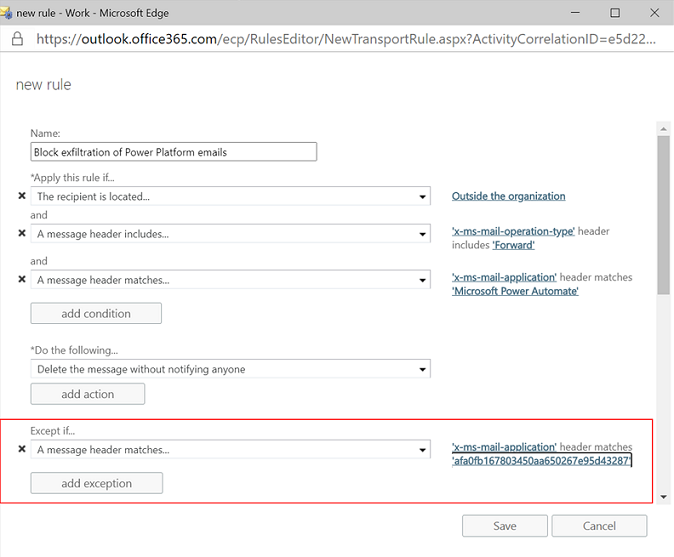 new rule - Work - Microsoft Edge
https://outlook.office365.com/ecp/RulesEditor/NewTransportRule.aspx?ActivityCorrelationID=e5d22...
new rule
Name:
Block exfiltration of Power Platform emails
*Apply this rule if...
The recipient is located...
Outside the organization
and
A message header includes...
'x-ms-mail-operation-type' header
includes 'Forward'
and
A message header matches...
'x-ms-mail-application' header matches
'Microsoft Power Automate'
add condition
*Do the following...
Delete the message without notifying anyone
add action
Except if...
A message header matches...
'x-ms-mail-application' header matches
'afa0fb167803450aa650267e95d43287'
add exception
Save
Cancel